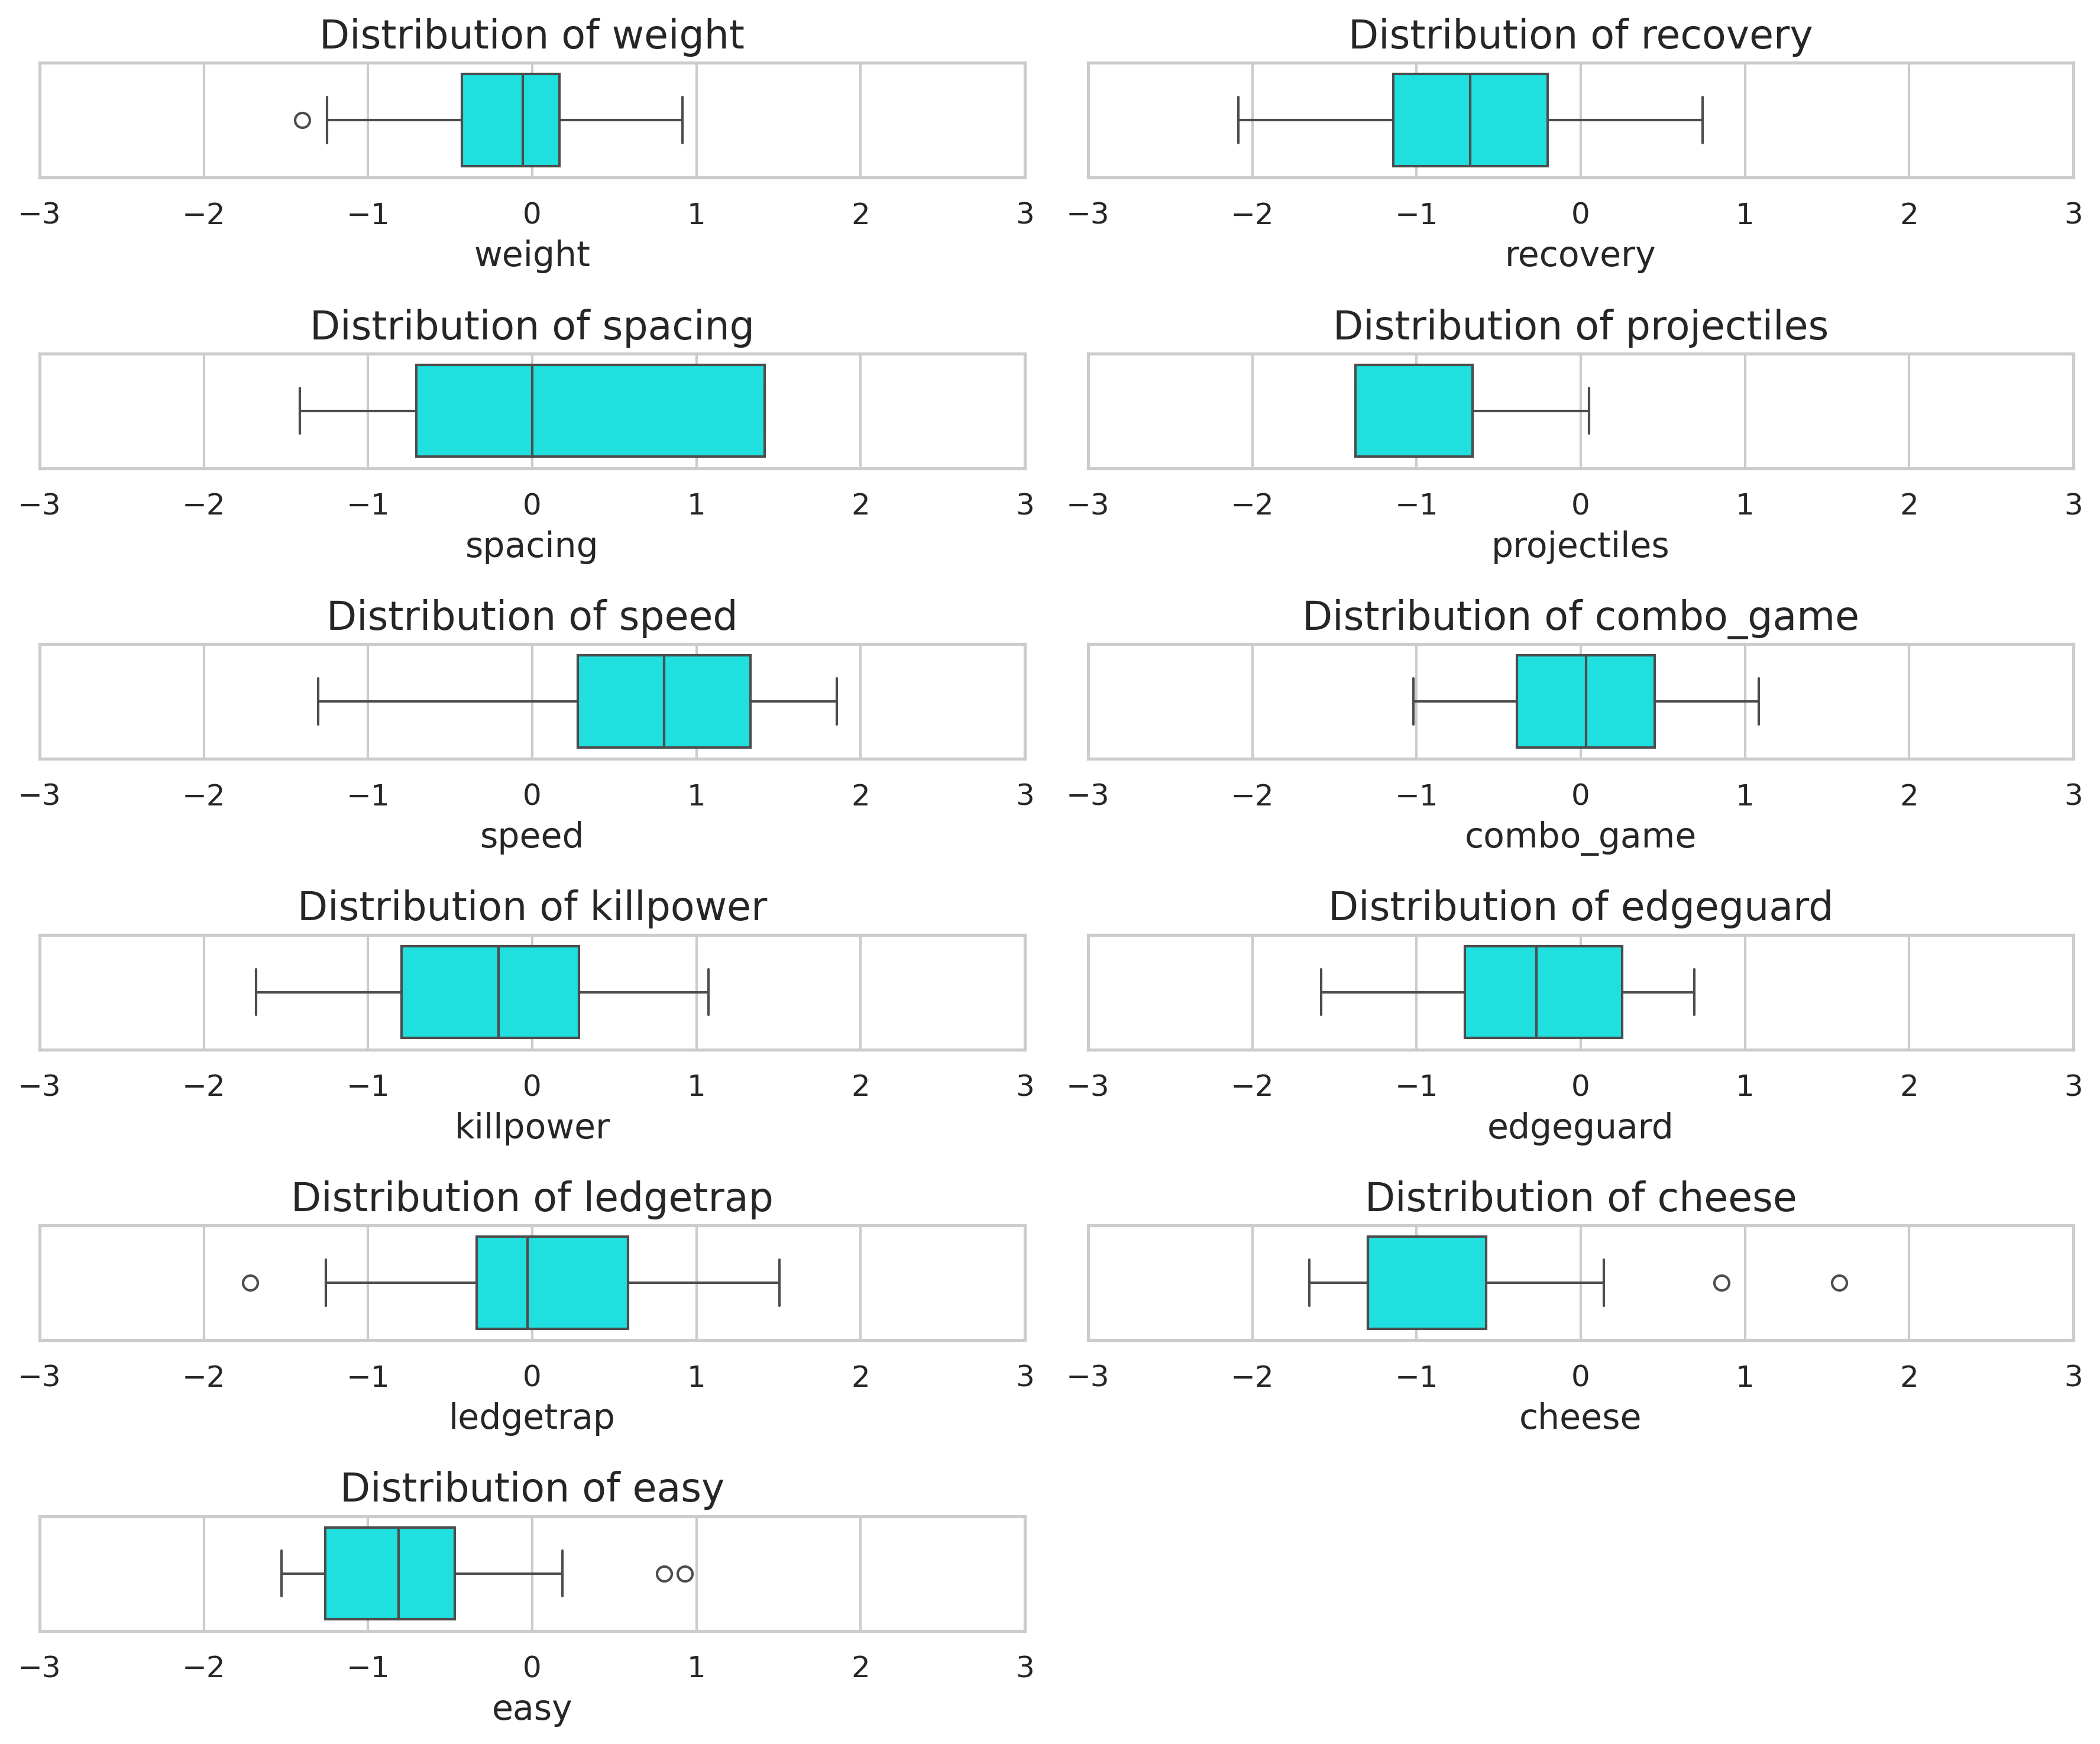 Distribution of weight
−3 −2 −1 0 1 2 3
weight
Distribution of recovery
−3 −2 −1 0 1 2 3
recovery
Distribution of spacing
−3 −2 −1 0 1 2 3
spacing
Distribution of projectiles
−3 −2 −1 0 1 2 3
projectiles
Distribution of speed
−3 −2 −1 0 1 2 3
speed
Distribution of combo_game
−3 −2 −1 0 1 2 3
combo_game
Distribution of killpower
−3 −2 −1 0 1 2 3
killpower
Distribution of edgeguard
−3 −2 −1 0 1 2 3
edgeguard
Distribution of ledgetrap
−3 −2 −1 0 1 2 3
ledgetrap
Distribution of cheese
−3 −2 −1 0 1 2 3
cheese
Distribution of easy
−3 −2 −1 0 1 2 3
easy